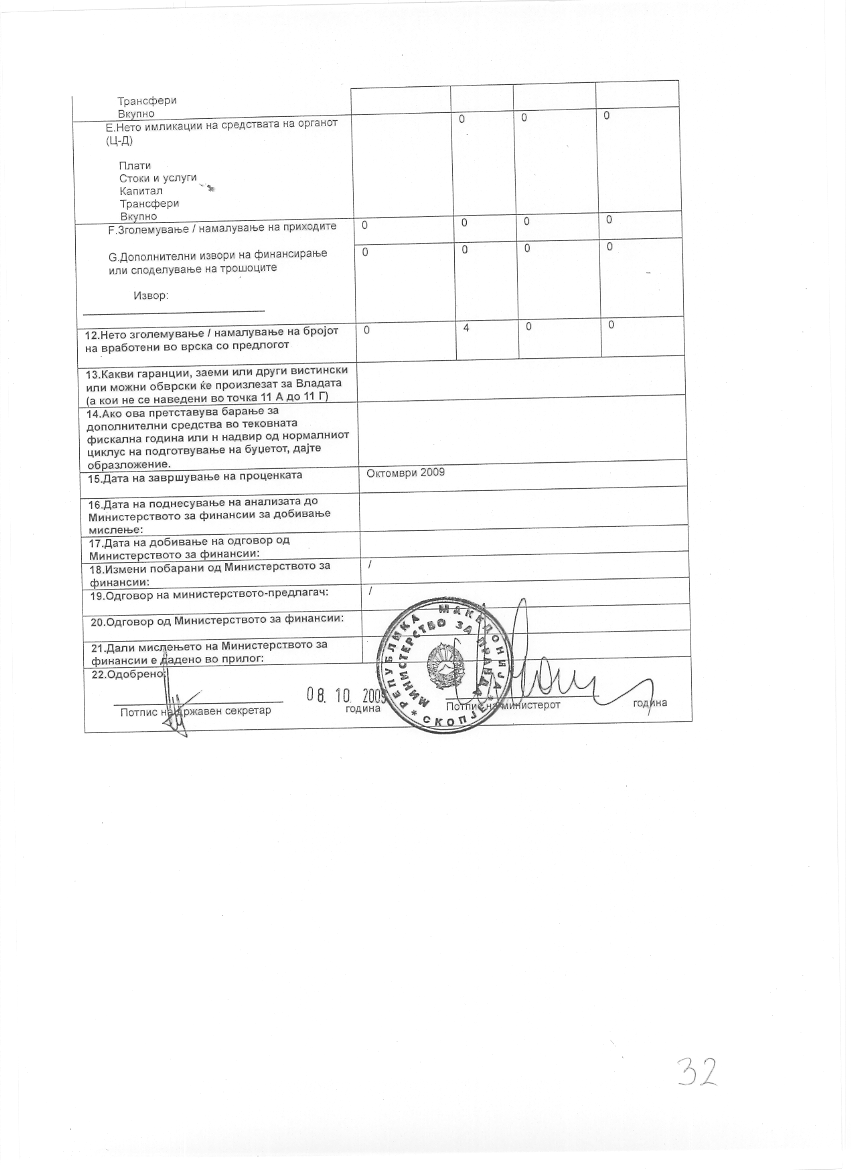 Трансфери
Вкупно
Е.Нето имликации на средствата на органот 0 0 0
(Ц-Д)
Плати
Стоки и услуги
Капитал
Трансфери
Вкупно
F.Зголемување / намалување на приходите 0 0 0 0
G.Дополнителни извори на финансирање 0 0 0 0
или споделување на трошоците
Извор:
12.Нето зголемување / намалување на бројот 0 4 0 0
на вработени во врска со предлогот
13.Какви гаранции, заеми или други вистински
или можни обврски ќе произлезат за Владата
(а кои не се наведени во точка 11 А до 11 Г)
14.Ако ова претставува барање за
дополнителни средства во тековната
фискална година или н надвир од нормалниот
циклус на подготвување на буџетот, дајте
образложение.
15.Дата на завршување на проценката Октомври 2009
16.Дата на поднесување на анализата до
Министерството за финансии за добивање
мислење:
17.Дата на добивање на одговор од
Министерството за финансии:
18.Измени побарани од Министерството за /
финансии:
19.Одговор на министерството-предлагач: /
20.Одговор од Министерството за финансии:
21.Дали мислењето на Министерството за
финансии е дадено во прилог:
22.Одобрено:
08. 10. 2009
Потпис на државен секретар година Потпис на министерот година
РЕПУБЛИКА МАКЕДОНИЈА
МИНИСТЕРСТВО ЗА ПРАВДА
* СКОПЈЕ *
32